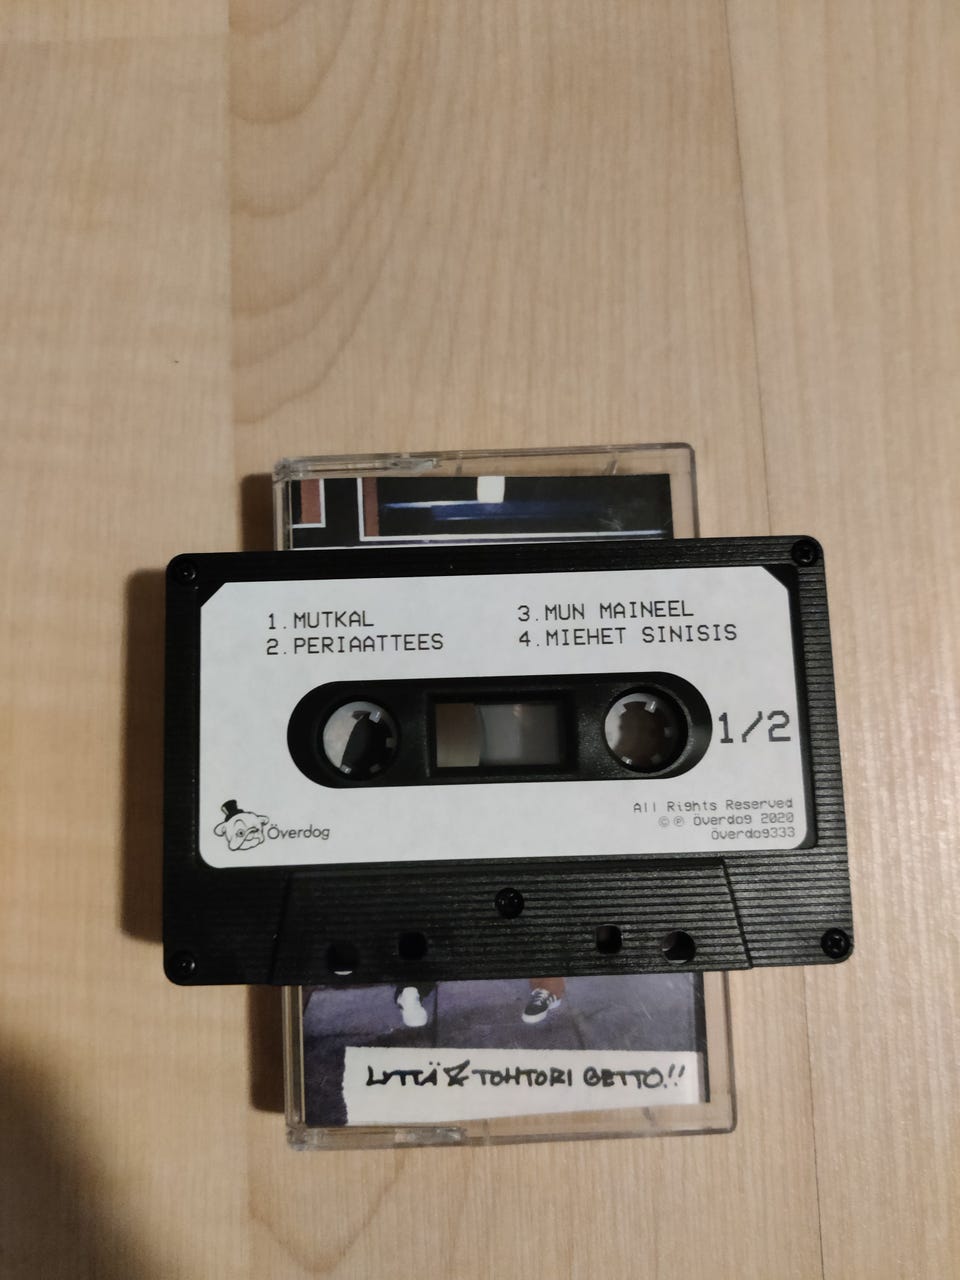 1.MUTKAL
2.PERIAATTEES
3.MUN MAINEEL
4.MIEHET SINISIS
1/2
Överdog
All Rights Reserved
©℗ Överdog 2020
Överdog333
LYTTÄ & TOHTORI GETTO!!